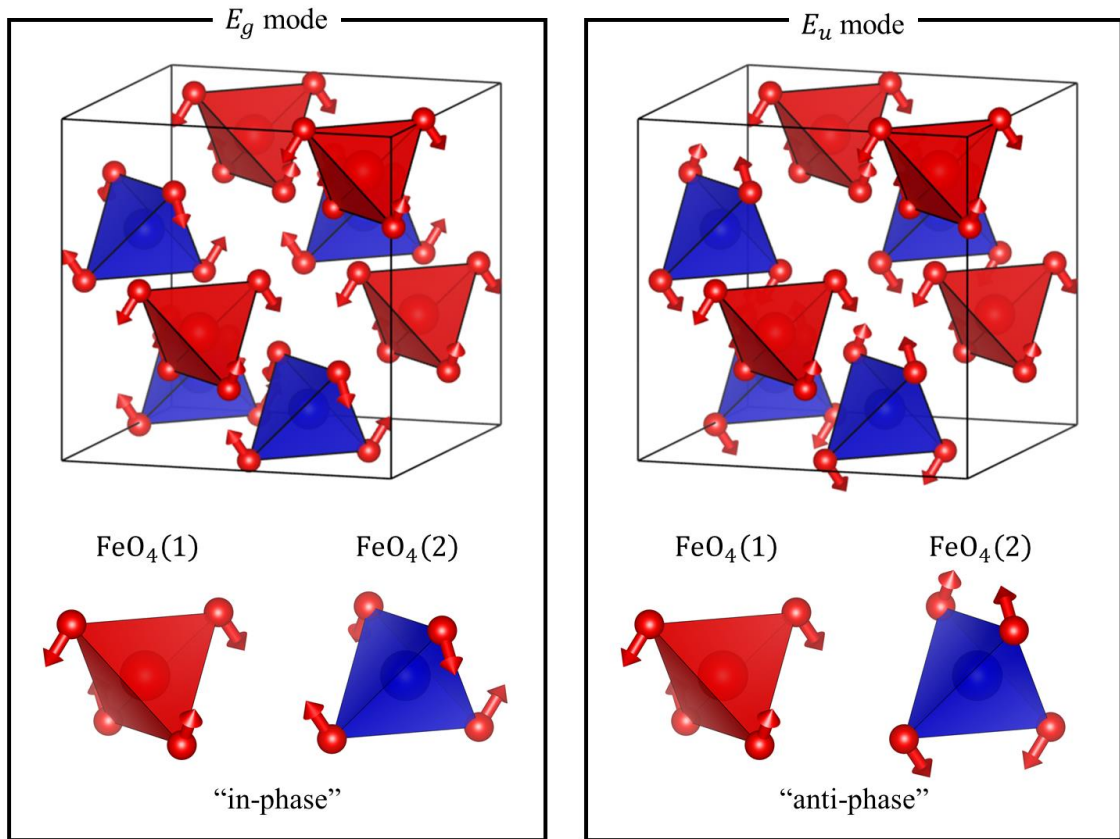 E_g mode
FeO₄(1) FeO₄(2)
“in-phase”
E_u mode
FeO₄(1) FeO₄(2)
“anti-phase”